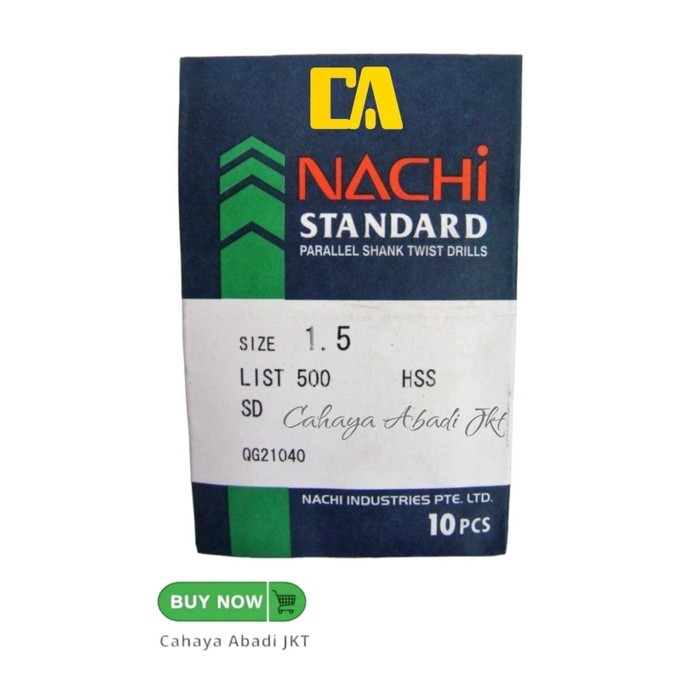 CA
NACHi
STANDARD
PARALLEL SHANK TWIST DRILLS
SIZE 1.5
LIST 500 HSS
SD Cahaya Abadi Jkt
QG21040
NACHI INDUSTRIES PTE. LTD.
10 PCS
BUY NOW
Cahaya Abadi JKT